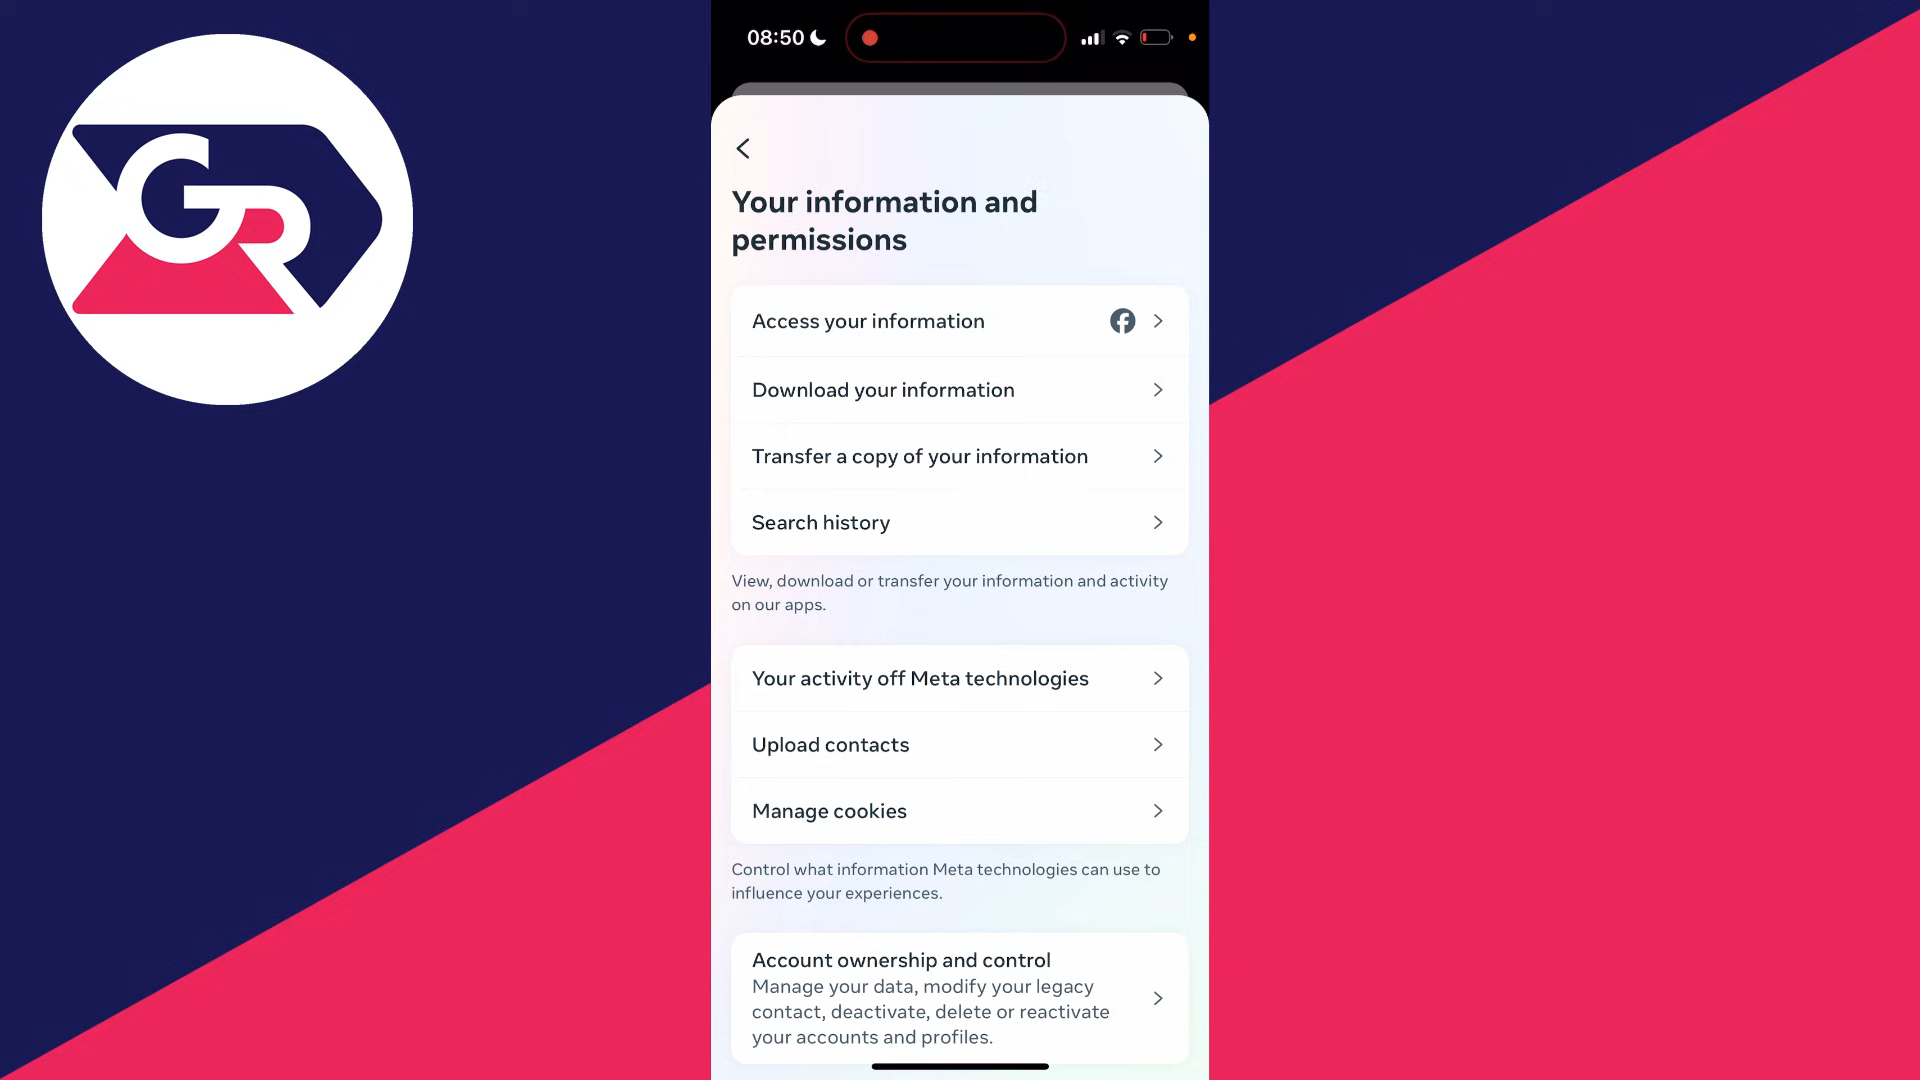 GR
08:50
Your information and
permissions
Access your information
Download your information
Transfer a copy of your information
Search history
View, download or transfer your information and activity
on our apps.
Your activity off Meta technologies
Upload contacts
Manage cookies
Control what information Meta technologies can use to
influence your experiences.
Account ownership and control
Manage your data, modify your legacy
contact, deactivate, delete or reactivate
your accounts and profiles.